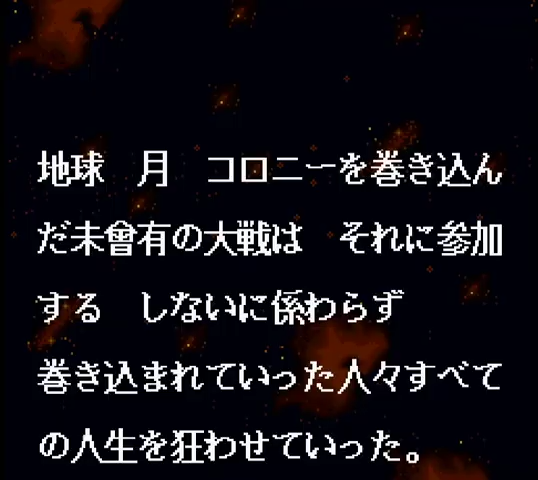 地球　月　コロニーを巻き込ん
だ未曾有の大戦は　それに参加
する　しないに係わらず
巻き込まれていった人々すべて
の人生を狂わせていった。